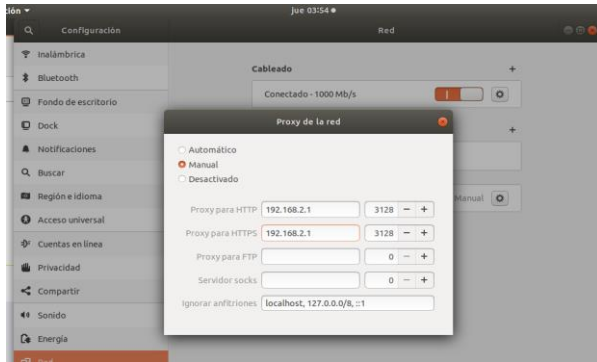 ión
jue 03:54
Configuración
Red
Inalámbrica
Bluetooth
Fondo de escritorio
Dock
Notificaciones
Buscar
Región e idioma
Acceso universal
Cuentas en línea
Privacidad
Compartir
Sonido
Energía
Red
Cableado
+
Conectado - 1000 Mb/s
+
Manual
Proxy de la red
Automático
Manual
Desactivado
Proxy para HTTP 192.168.2.1 3128 − +
Proxy para HTTPS 192.168.2.1 3128 − +
Proxy para FTP 0 − +
Servidor socks 0 − +
Ignorar anfitriones localhost, 127.0.0.0/8, ::1